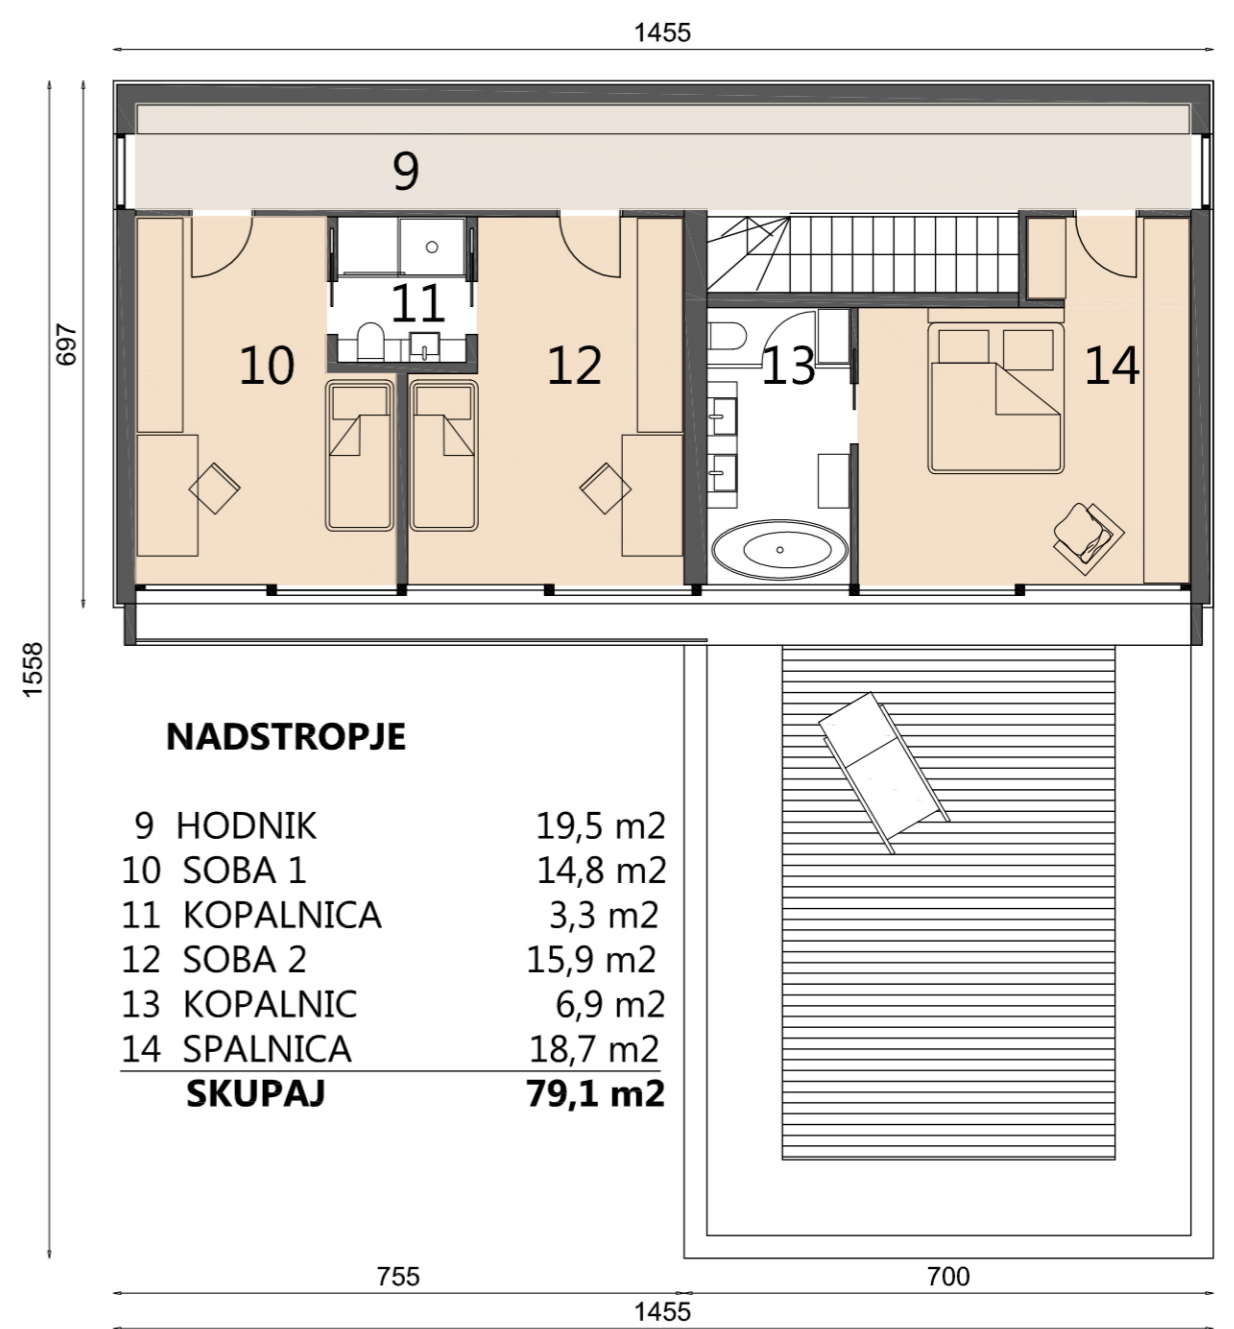 1455
9
697
10
11
12
13
14
1558
NADSTROPJE
9 HODNIK 19,5 m2
10 SOBA 1 14,8 m2
11 KOPALNICA 3,3 m2
12 SOBA 2 15,9 m2
13 KOPALNIC 6,9 m2
14 SPALNICA 18,7 m2
SKUPAJ 79,1 m2
755 700
1455